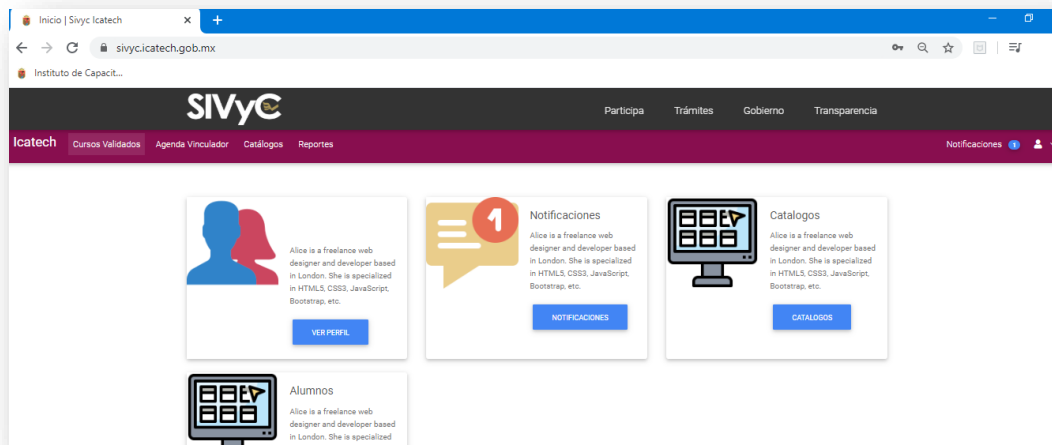 Inicio | Sivyc Icatech
sivyc.icatech.gob.mx
Instituto de Capacit...
SIVyC
Participa Trámites Gobierno Transparencia
Icatech Cursos Validados Agenda Vinculador Catálogos Reportes Notificaciones 1
Alice is a freelance web
designer and developer based
in London. She is specialized
in HTML5, CSS3, JavaScript,
Bootstrap, etc.
VER PERFIL
1
Notificaciones
Alice is a freelance web
designer and developer based
in London. She is specialized
in HTML5, CSS3, JavaScript,
Bootstrap, etc.
NOTIFICACIONES
Catalogos
Alice is a freelance web
designer and developer based
in London. She is specialized
in HTML5, CSS3, JavaScript,
Bootstrap, etc.
CATALOGOS
Alumnos
Alice is a freelance web
designer and developer based
in London. She is specialized